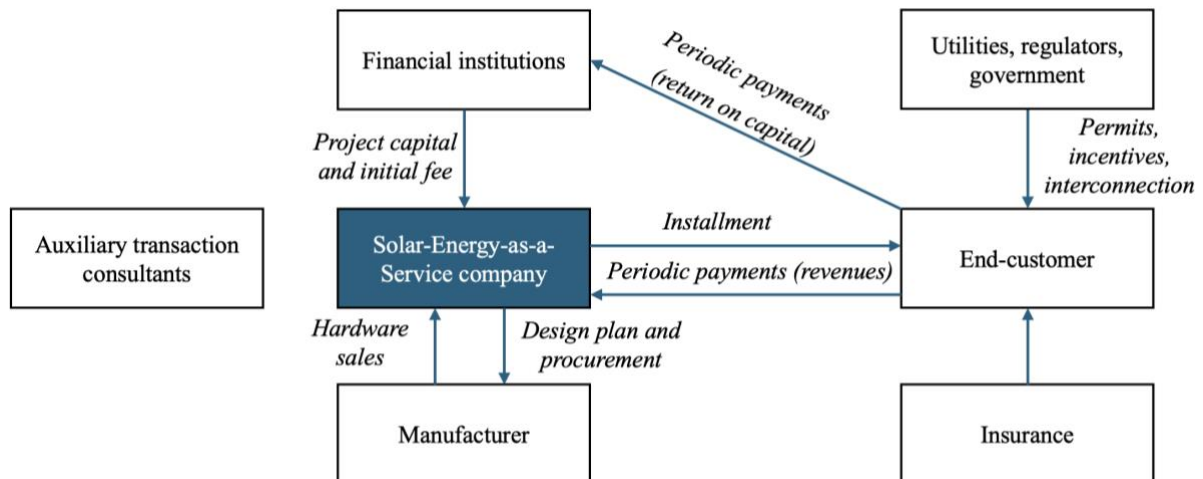 Financial institutions
Periodic payments
(return on capital)
Utilities, regulators,
government
Project capital
and initial fee
Permits,
incentives,
interconnection
Auxiliary transaction
consultants
Solar-Energy-as-a-
Service company
Installment
Periodic payments (revenues)
End-customer
Hardware
sales
Design plan and
procurement
Manufacturer
Insurance